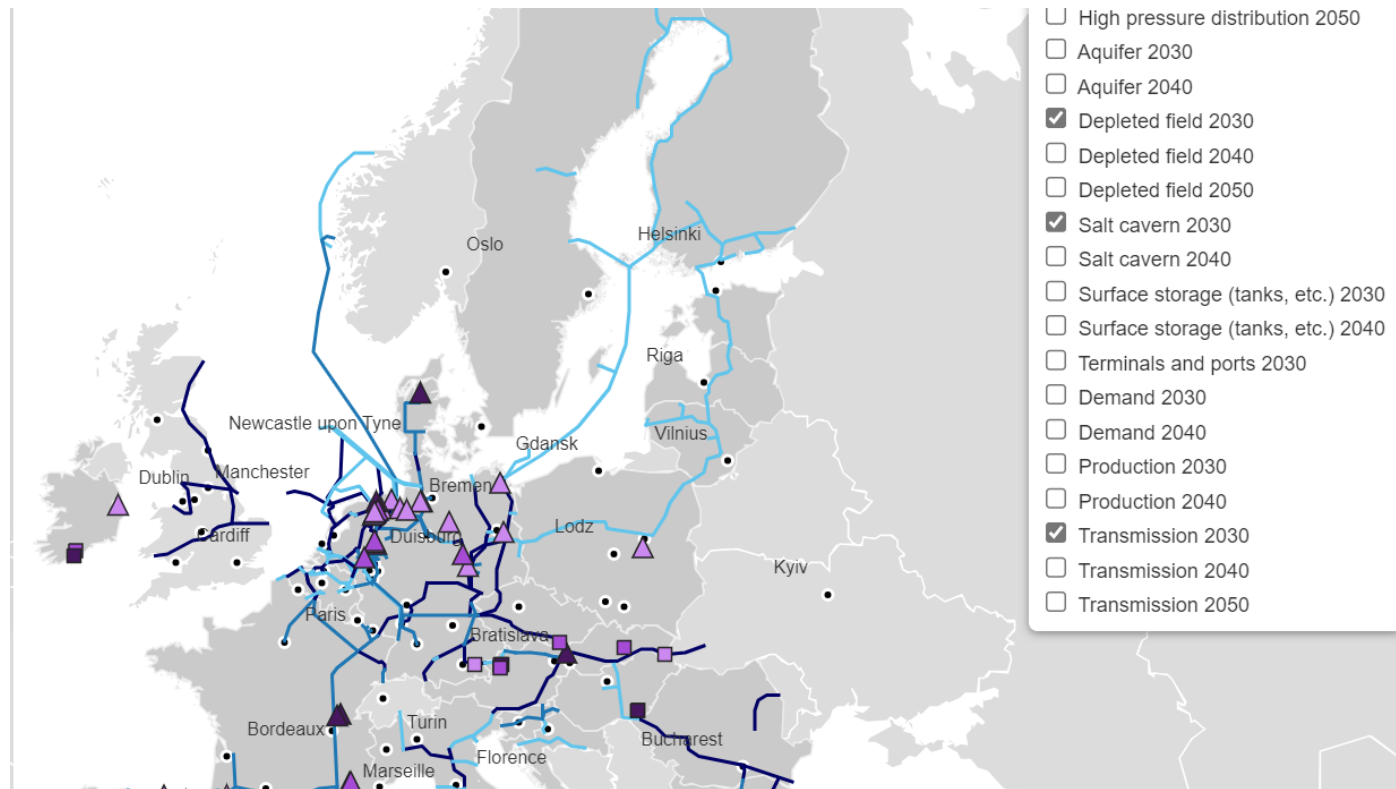 High pressure distribution 2050
Aquifer 2030
Aquifer 2040
Depleted field 2030
Depleted field 2040
Depleted field 2050
Salt cavern 2030
Salt cavern 2040
Surface storage (tanks, etc.) 2030
Surface storage (tanks, etc.) 2040
Terminals and ports 2030
Demand 2030
Demand 2040
Production 2030
Production 2040
Transmission 2030
Transmission 2040
Transmission 2050
Helsinki
Oslo
Riga
Newcastle upon Tyne
Vilnius
Gdansk
Manchester
Dublin
Bremen
Lodz
Cardiff
Duisburg
Kyiv
Paris
Bratislava
Turin
Bordeaux
Bucharest
Florence
Marseille